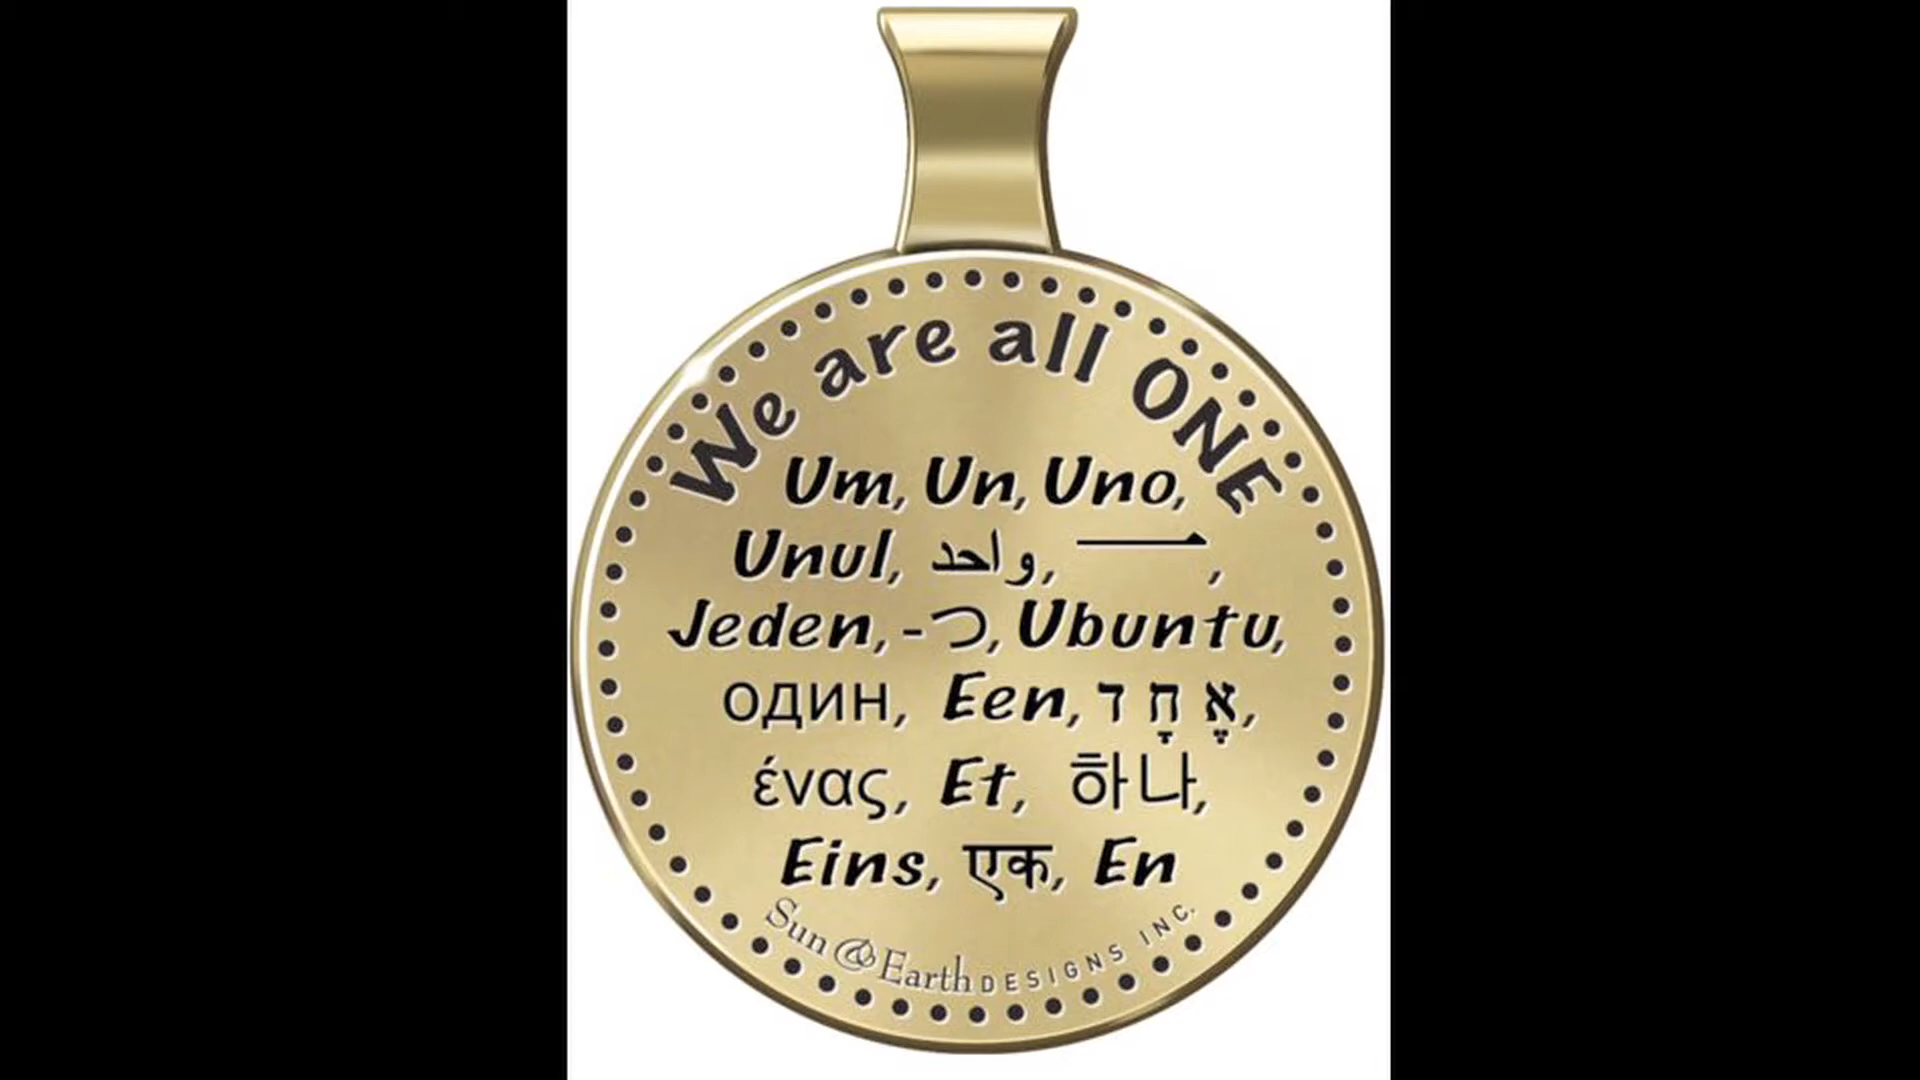 We are all ONE
Um, Un, Uno,
Unul, واحد, 一,
Jeden, -つ, Ubuntu,
один, Een, אֶ חָ ד,
ένας, Et, 하나,
Eins, एक, En
Sun & Earth DESIGNS INC.